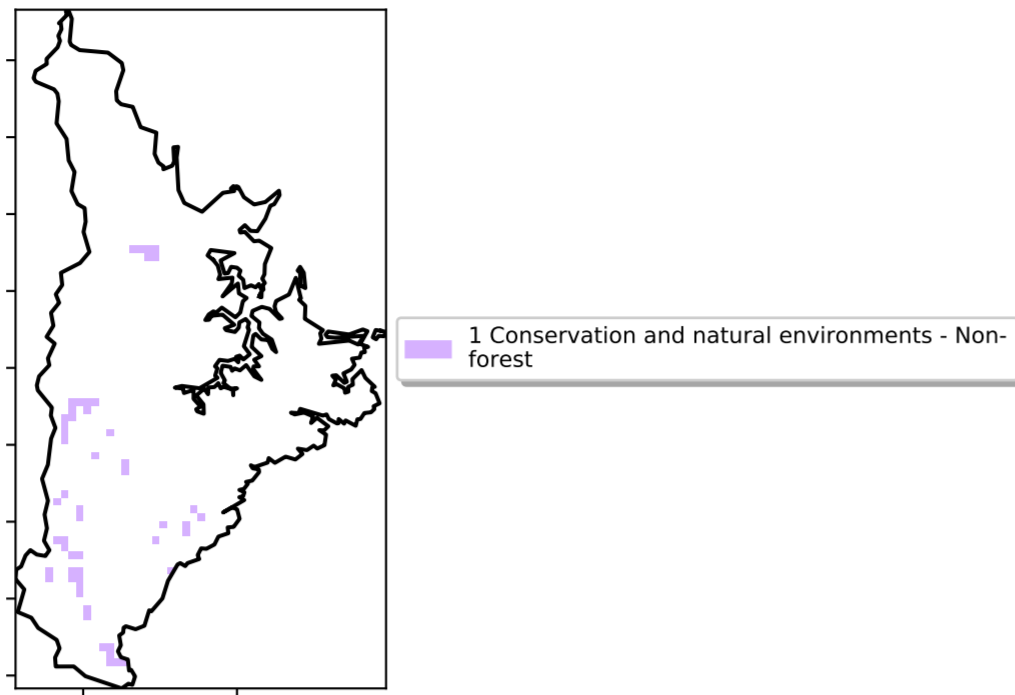 1 Conservation and natural environments - Non-
forest